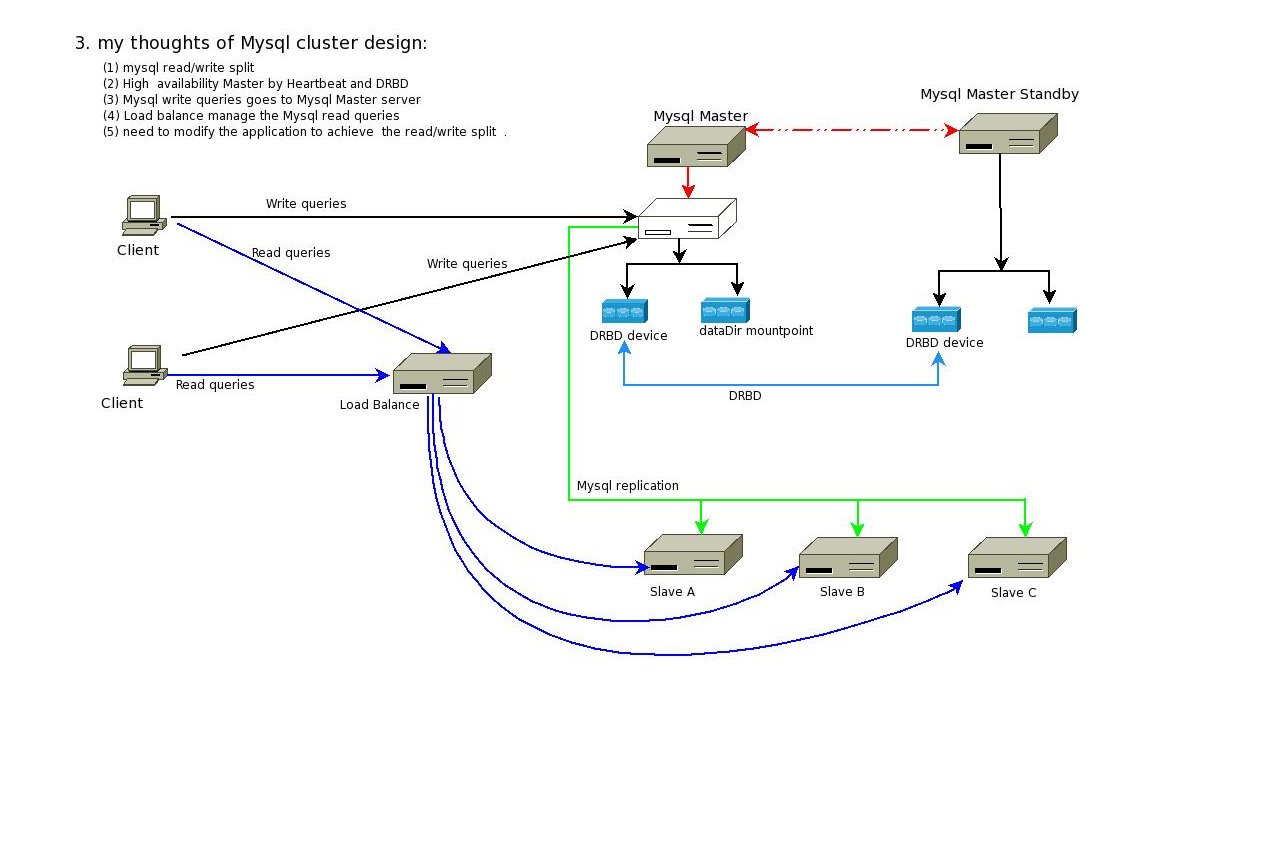 3. my thoughts of Mysql cluster design:
(1) mysql read/write split
(2) High  availability Master by Heartbeat and DRBD
(3) Mysql write queries goes to Mysql Master server
(4) Load balance manage the Mysql read queries
(5) need to modify the application to achieve  the read/write split  .
Mysql Master
Mysql Master Standby
Write queries
Client
Read queries
Write queries
DRBD device
dataDir mountpoint
DRBD device
Read queries
Client
Load Balance
DRBD
Mysql replication
Slave A
Slave B
Slave C